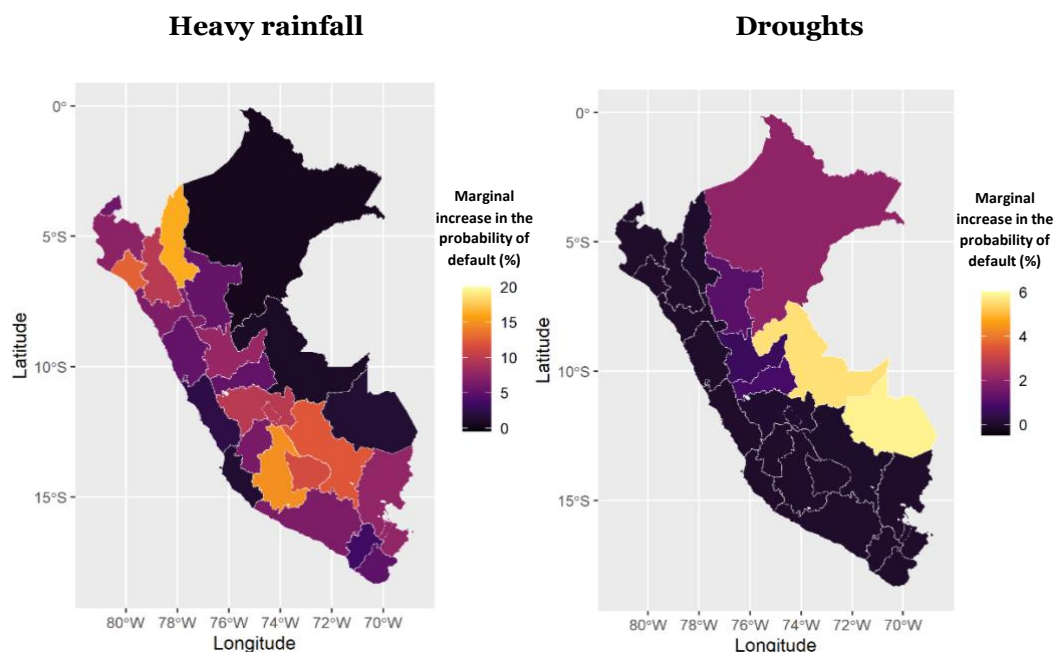 Heavy rainfall
Droughts
0°
5°S
10°S
15°S
Latitude
80°W 78°W 76°W 74°W 72°W 70°W
Longitude
Marginal
increase in the
probability of
default (%)
20
15
10
5
0
0°
5°S
10°S
15°S
Latitude
80°W 78°W 76°W 74°W 72°W 70°W
Longitude
Marginal
increase in the
probability of
default (%)
6
4
2
0